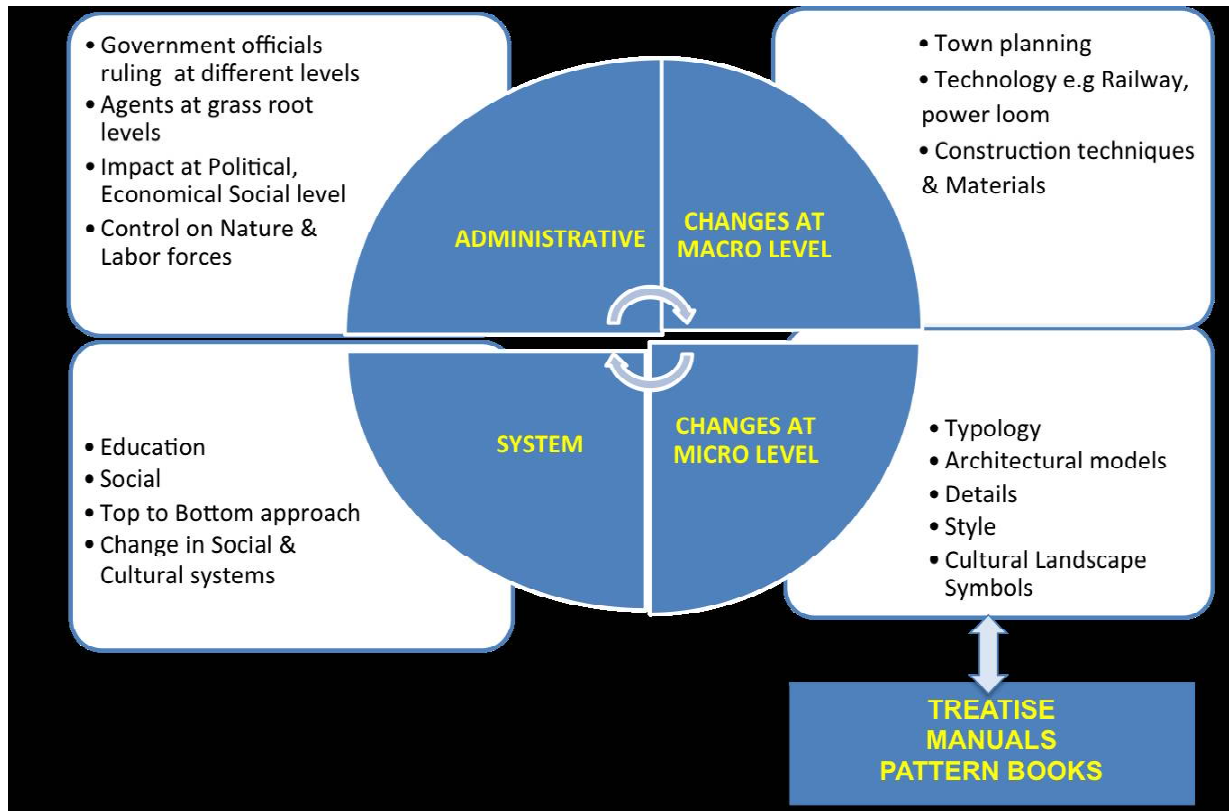 • Government officials
ruling at different levels
• Agents at grass root
levels
• Impact at Political,
Economical Social level
• Control on Nature &
Labor forces
• Town planning
• Technology e.g Railway,
power loom
• Construction techniques
& Materials
ADMINISTRATIVE
CHANGES AT
MACRO LEVEL
SYSTEM
CHANGES AT
MICRO LEVEL
• Education
• Social
• Top to Bottom approach
• Change in Social &
Cultural systems
• Typology
• Architectural models
• Details
• Style
• Cultural Landscape
Symbols
TREATISE
MANUALS
PATTERN BOOKS